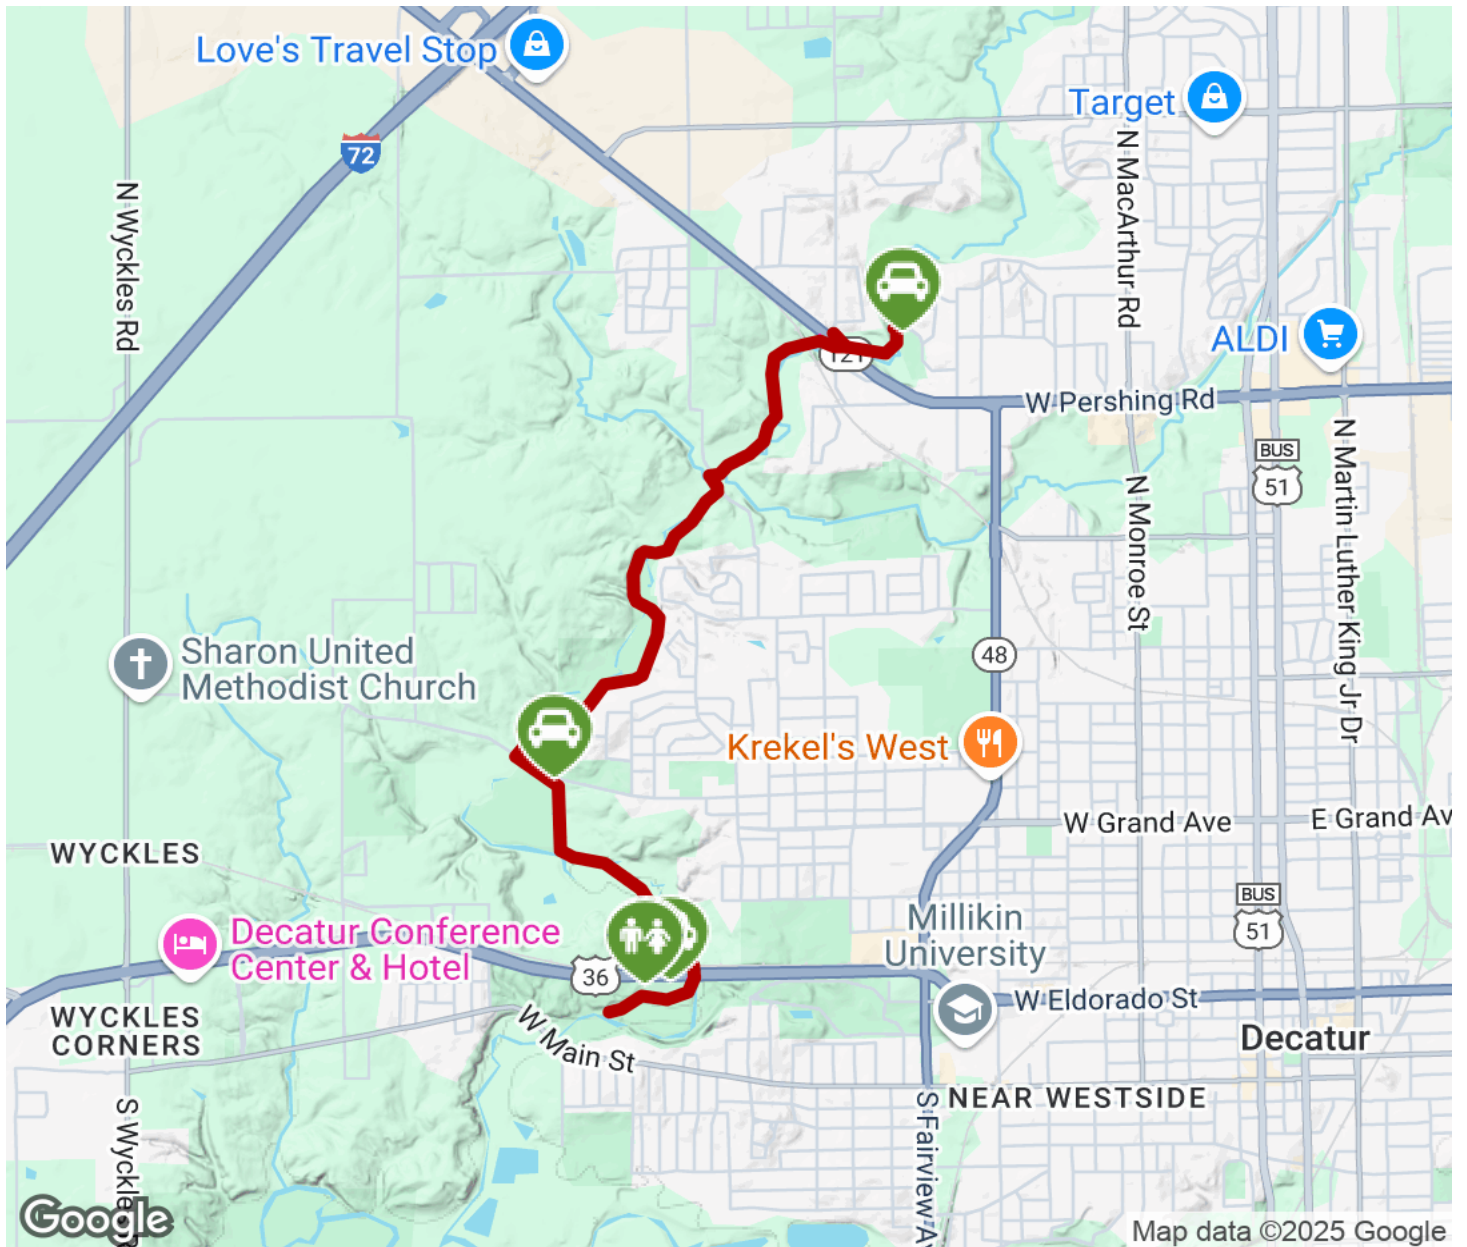 Love's Travel Stop
Target
72
N Wyckles Rd
N MacArthur Rd
121
ALDI
W Pershing Rd
BUS
51
N Martin Luther King Jr Dr
N Monroe St
Sharon United
Methodist Church
48
Krekel's West
W Grand Ave
E Grand Av
WYCKLES
BUS
51
Decatur Conference
Center & Hotel
Millikin
University
36
W Eldorado St
WYCKLES
CORNERS
W Main St
Decatur
NEAR WESTSIDE
S Wyckles R
S Fairview Av
Google
Map data ©2025 Google